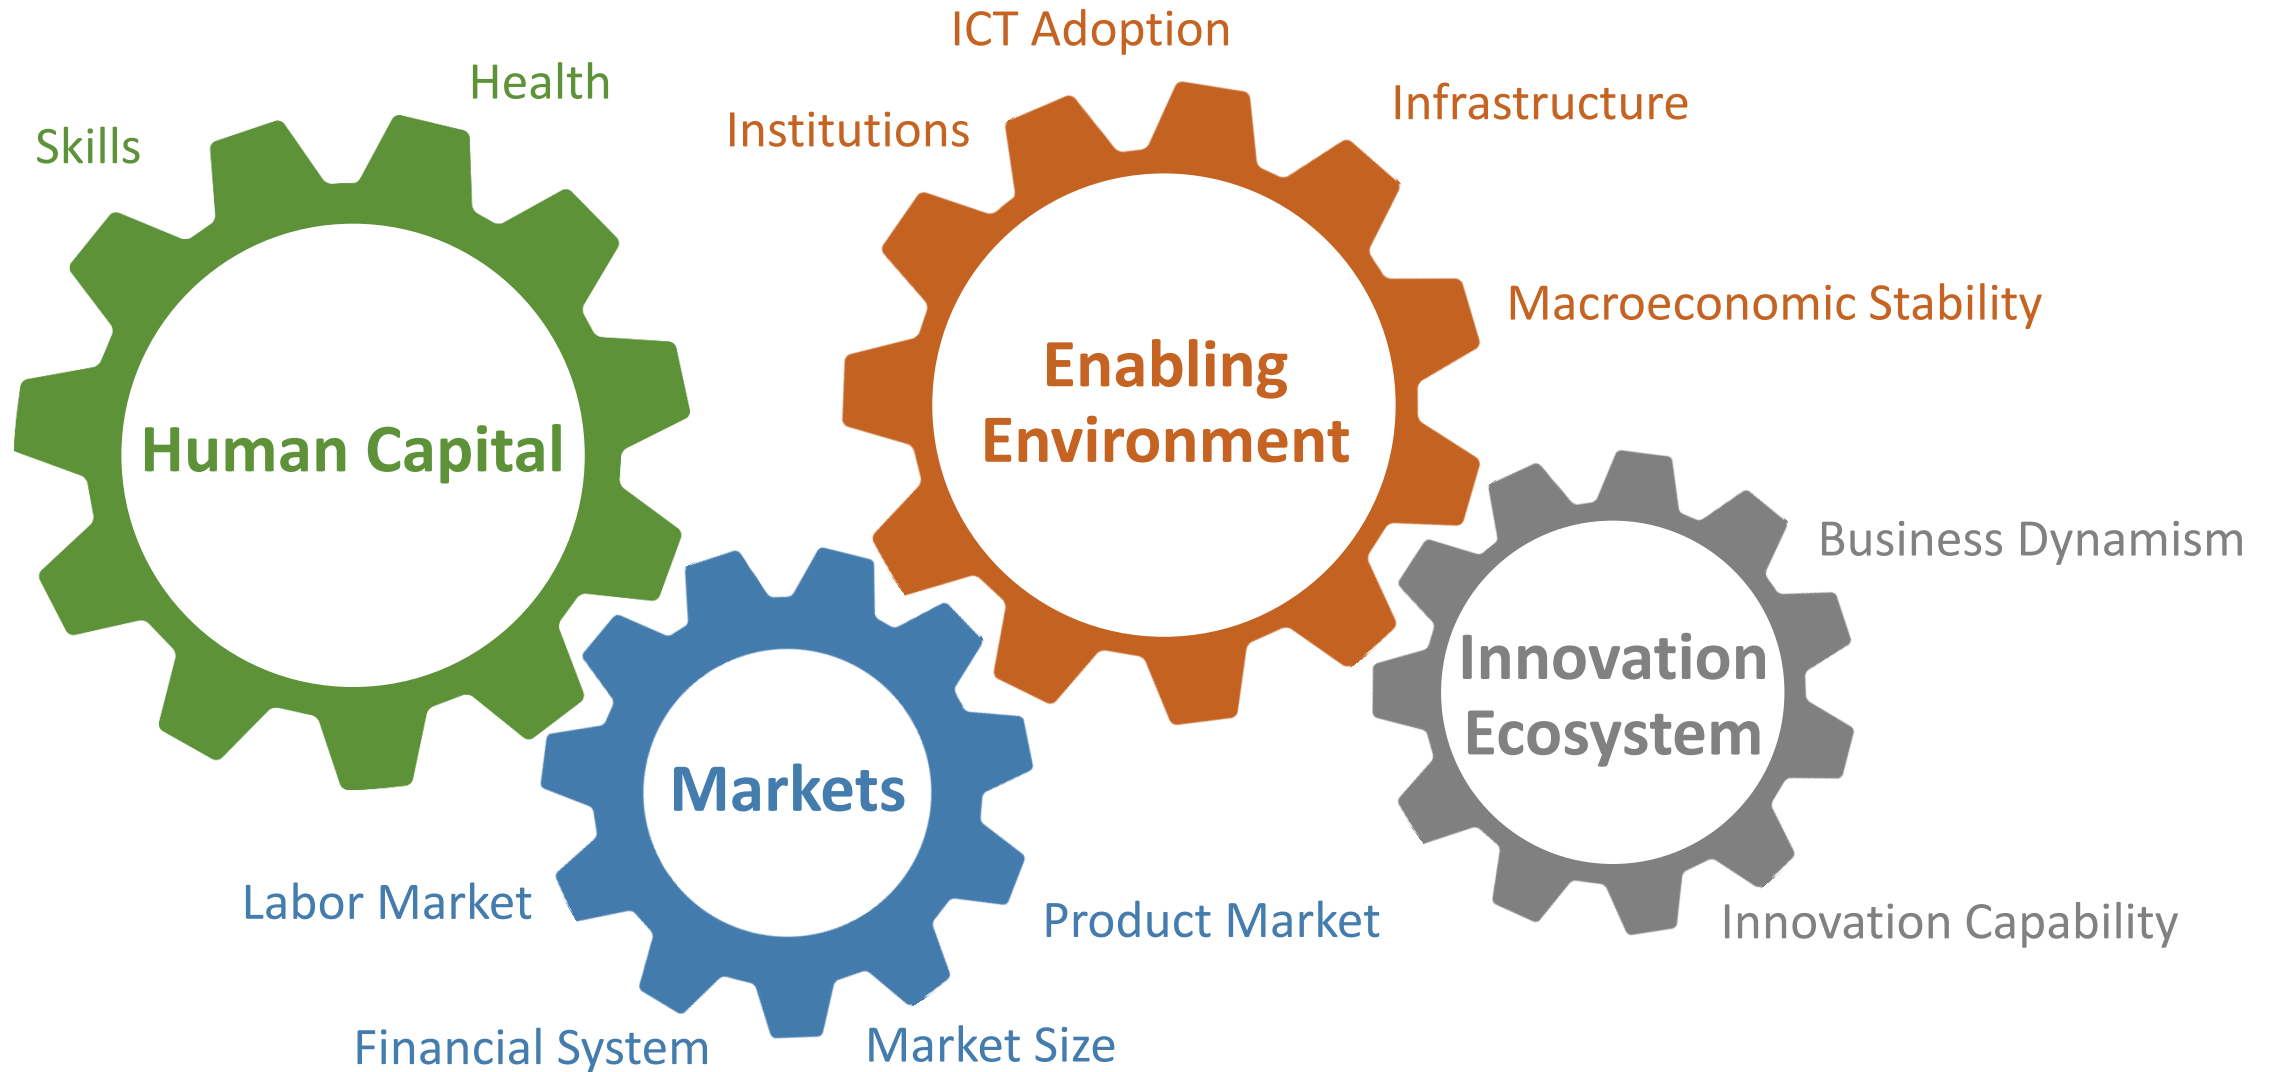 ICT Adoption
Health
Infrastructure
Institutions
Skills
Macroeconomic Stability
Enabling
Environment
Human Capital
Business Dynamism
Innovation
Ecosystem
Markets
Labor Market
Product Market
Innovation Capability
Financial System
Market Size